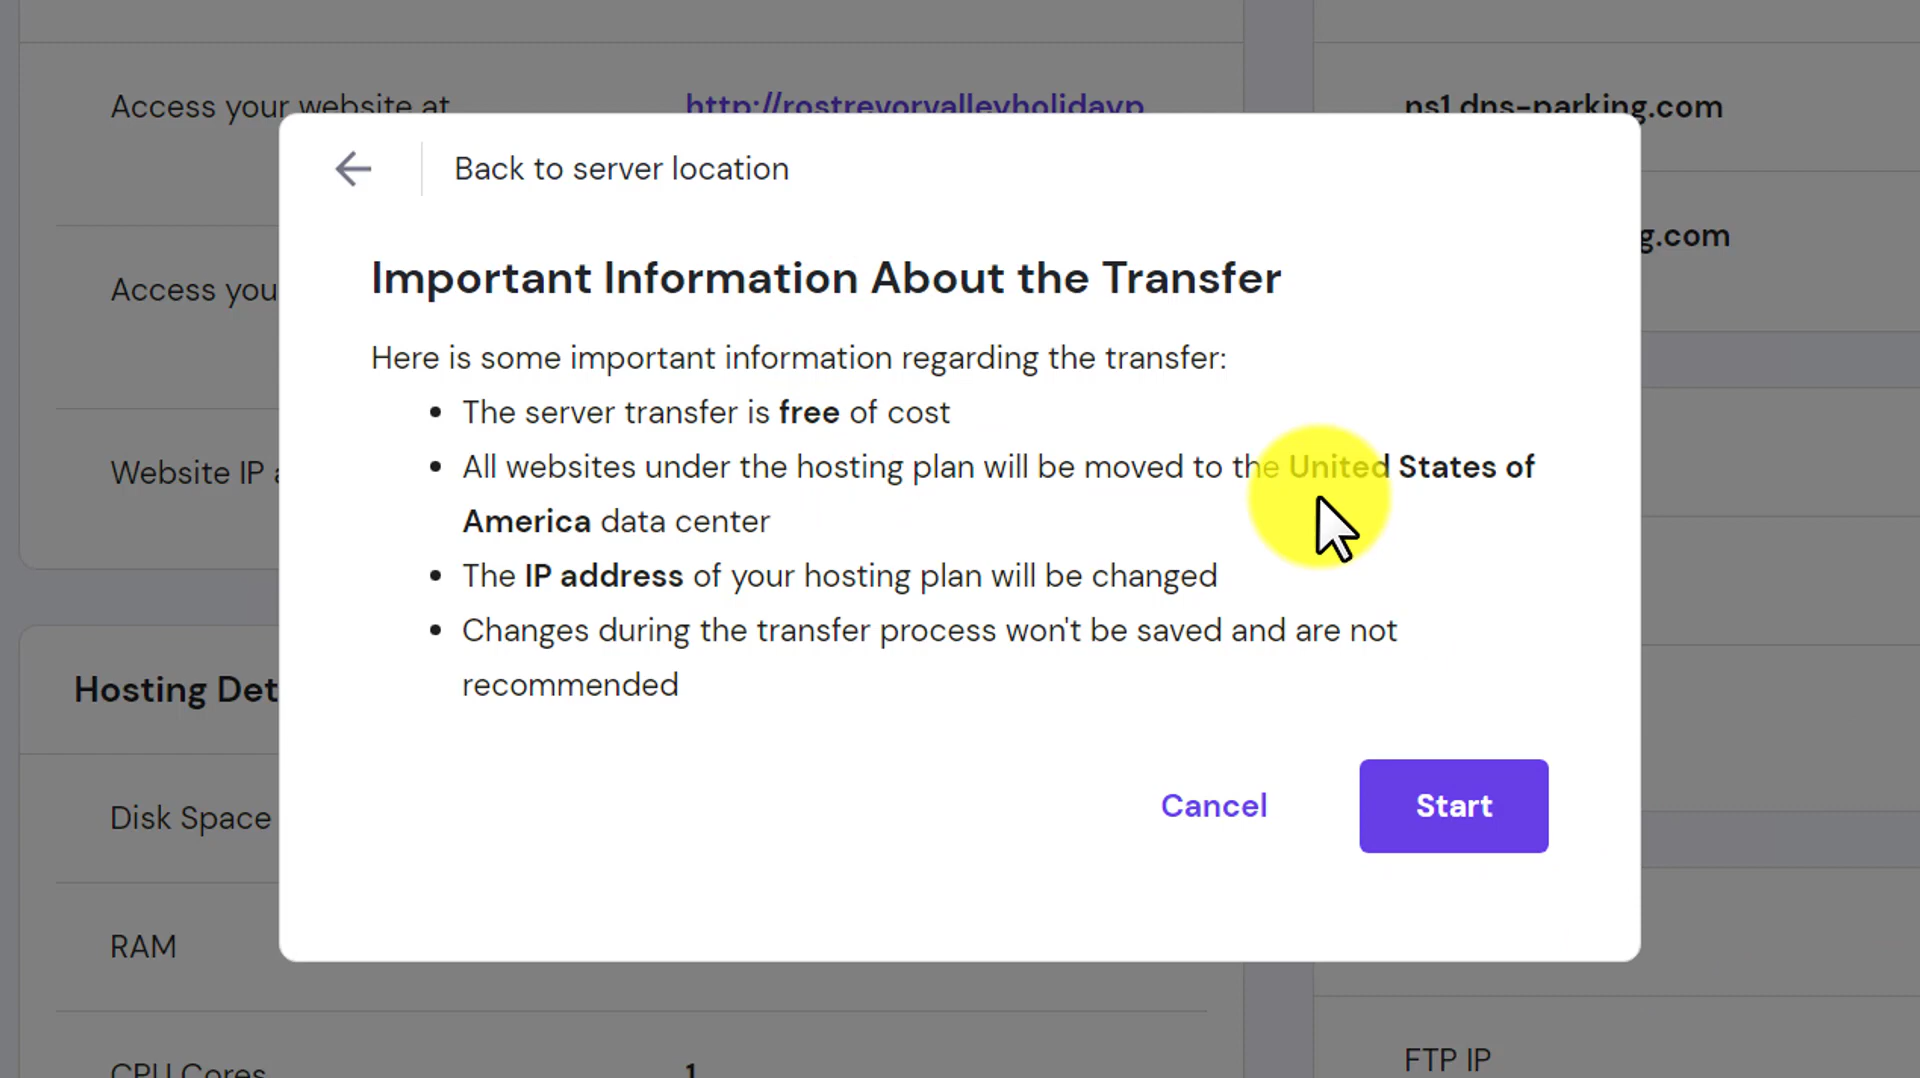 Access your website at
http://rostrevorvalleyholidayp
ns1.dns-parking.com
Back to server location
g.com
Important Information About the Transfer
Access you
Here is some important information regarding the transfer:
The server transfer is free of cost
All websites under the hosting plan will be moved to the United States of
America data center
Website IP a
The IP address of your hosting plan will be changed
Changes during the transfer process won't be saved and are not
recommended
Hosting Det
Cancel
Start
Disk Space
RAM
CPU Cores
1
FTP IP